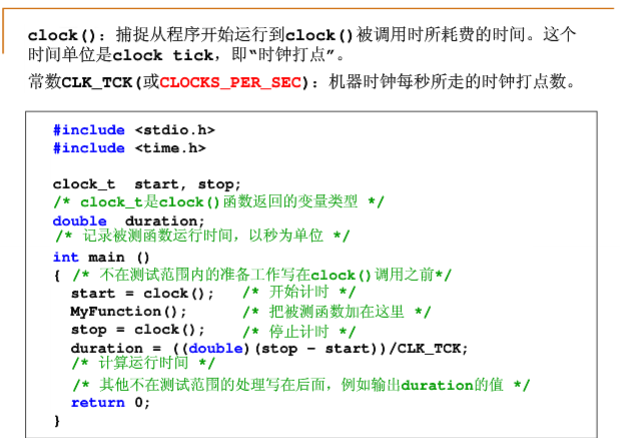 clock()：捕捉从程序开始运行到clock()被调用时所耗费的时间。这个
时间单位是clock tick，即“时钟打点”。
常数CLK_TCK(或CLOCKS_PER_SEC)：机器时钟每秒所走的时钟打点数。
#include <stdio.h>
#include <time.h>
clock_t  start, stop;
/* clock_t是clock()函数返回的变量类型 */
double  duration;
/* 记录被测函数运行时间，以秒为单位 */
int main ()
{ /* 不在测试范围内的准备工作写在clock()调用之前*/
start = clock();  /* 开始计时 */
MyFunction();  /* 把被测函数加在这里 */
stop = clock();  /* 停止计时 */
duration = ((double)(stop - start))/CLK_TCK;
/* 计算运行时间 */
/* 其他不在测试范围的处理写在后面，例如输出duration的值 */
return 0;
}